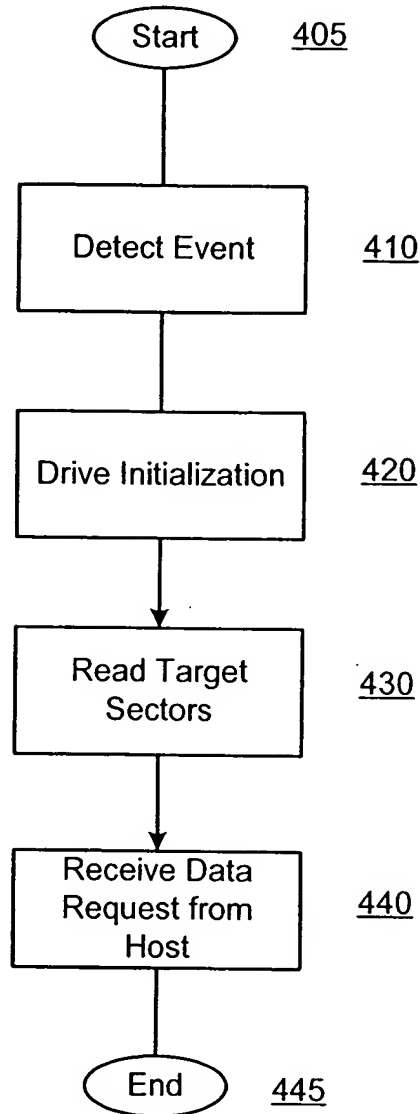 Start 405
Detect Event 410
Drive Initialization 420
Read Target
Sectors
430
Receive Data
Request from
Host
440
End 445